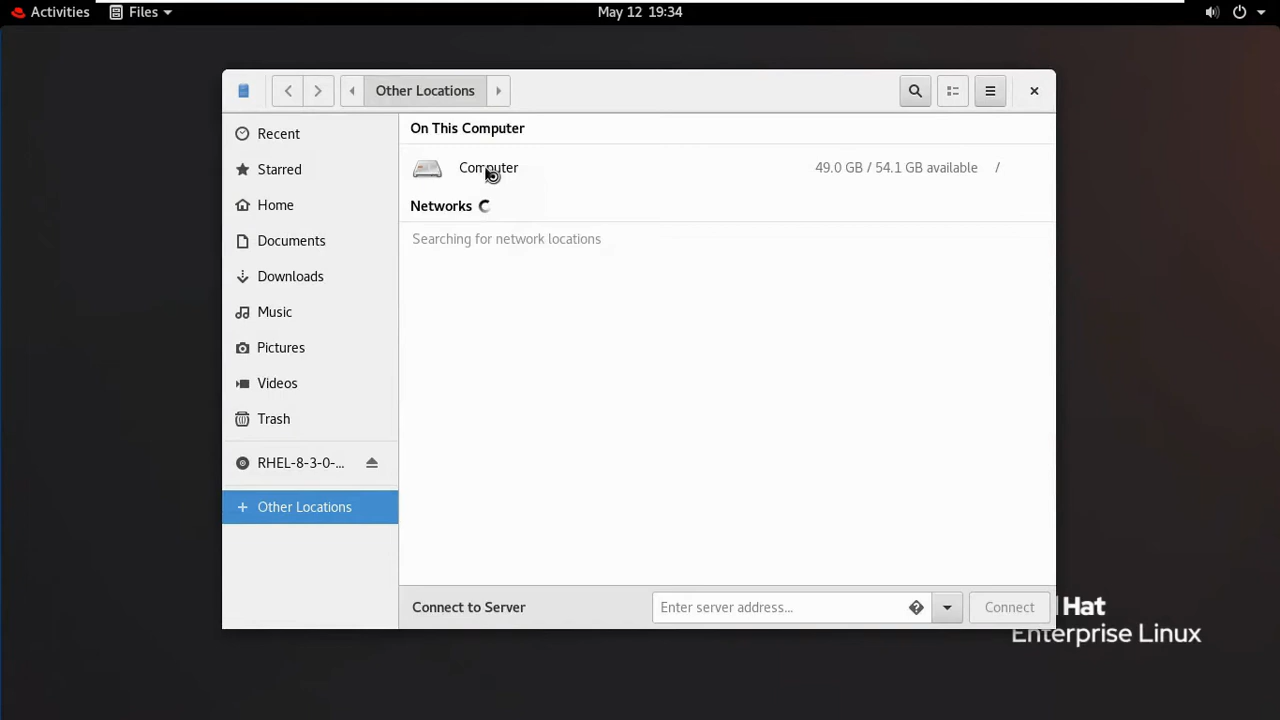 Activities Files May 12 19:34
Other Locations
Recent
Starred
Home
Documents
Downloads
Music
Pictures
Videos
Trash
RHEL-8-3-0-...
Other Locations
On This Computer
Computer 49.0 GB / 54.1 GB available /
Networks
Searching for network locations
Connect to Server Enter server address... Connect
Hat
Enterprise Linux